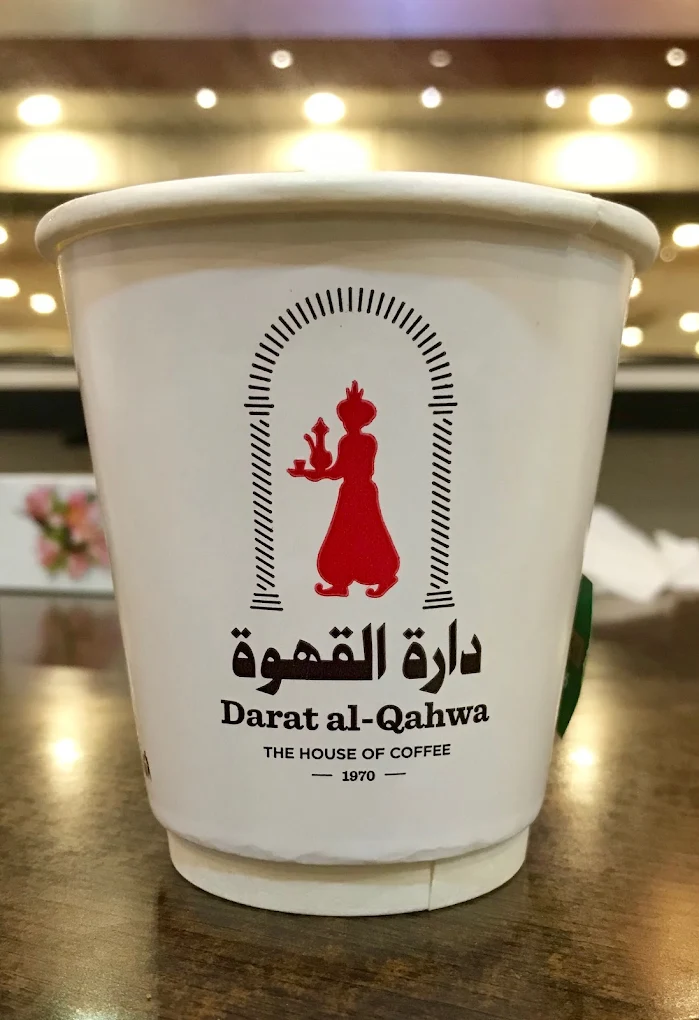 دارة القهوة
Darat al-Qahwa
THE HOUSE OF COFFEE
1970